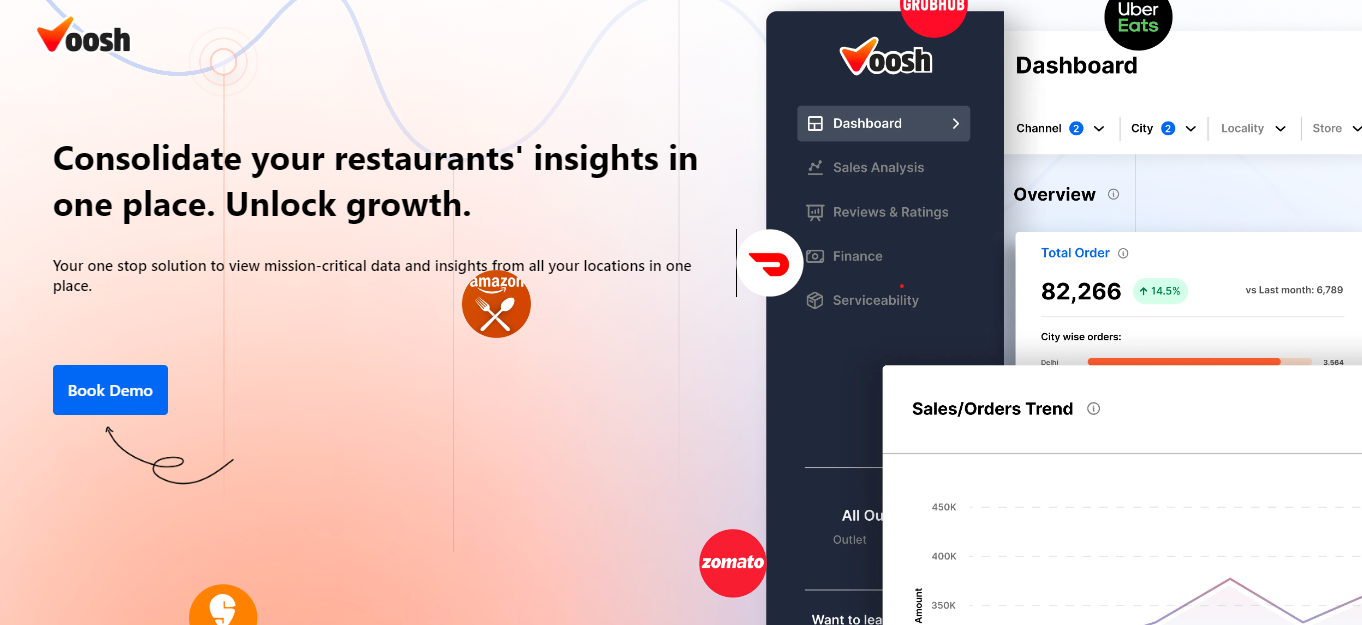 Voosh
Consolidate your restaurants' insights in
one place. Unlock growth.
Your one stop solution to view mission-critical data and insights from all your locations in one
place.
amazon
Book Demo
zomato
GRUBHUB
Uber
Eats
Voosh
Dashboard
Sales Analysis
Reviews & Ratings
Finance
Serviceability
All Ou
Outlet
Want to lea
Dashboard
Channel 2 City 2 Locality Store
Overview
Total Order
82,266 14.5% vs Last month: 6,789
City wise orders:
Delhi 3,564
Sales/Orders Trend
450K
400K
350K
Amount